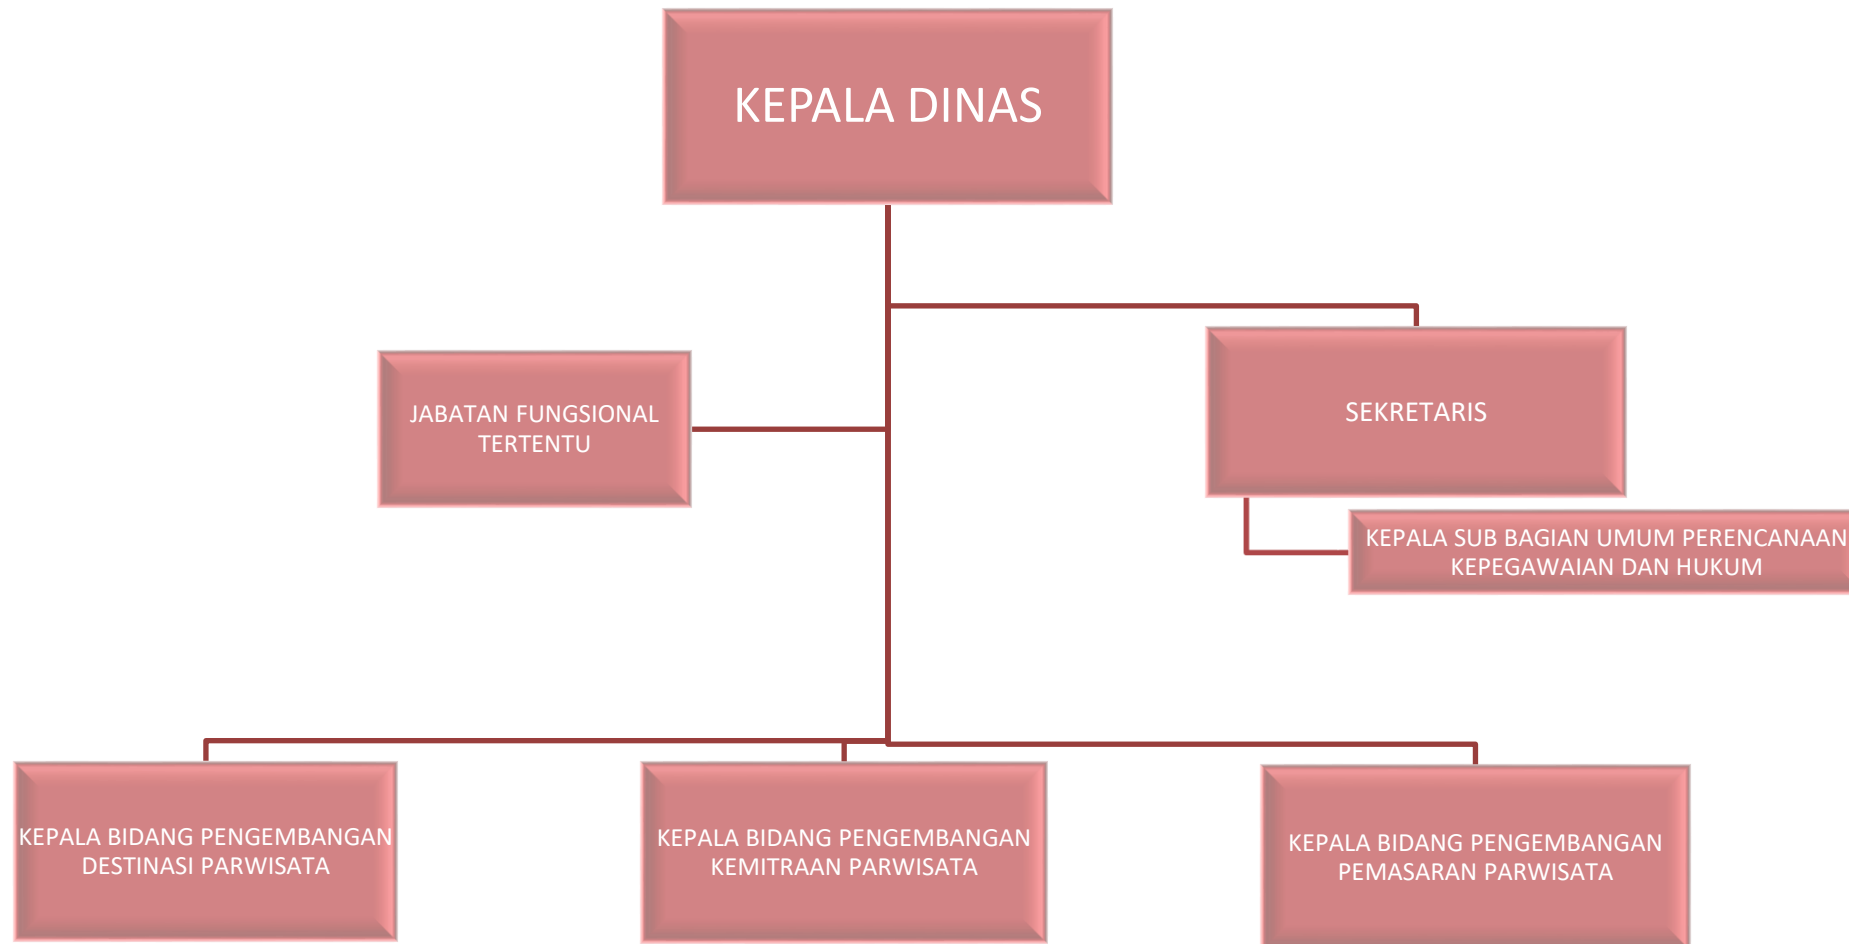 KEPALA DINAS
JABATAN FUNGSIONAL
TERTENTU
SEKRETARIS
KEPALA SUB BAGIAN UMUM PERENCANAAN
KEPEGAWAIAN DAN HUKUM
KEPALA BIDANG PENGEMBANGAN
DESTINASI PARWISATA
KEPALA BIDANG PENGEMBANGAN
KEMITRAAN PARWISATA
KEPALA BIDANG PENGEMBANGAN
PEMASARAN PARWISATA